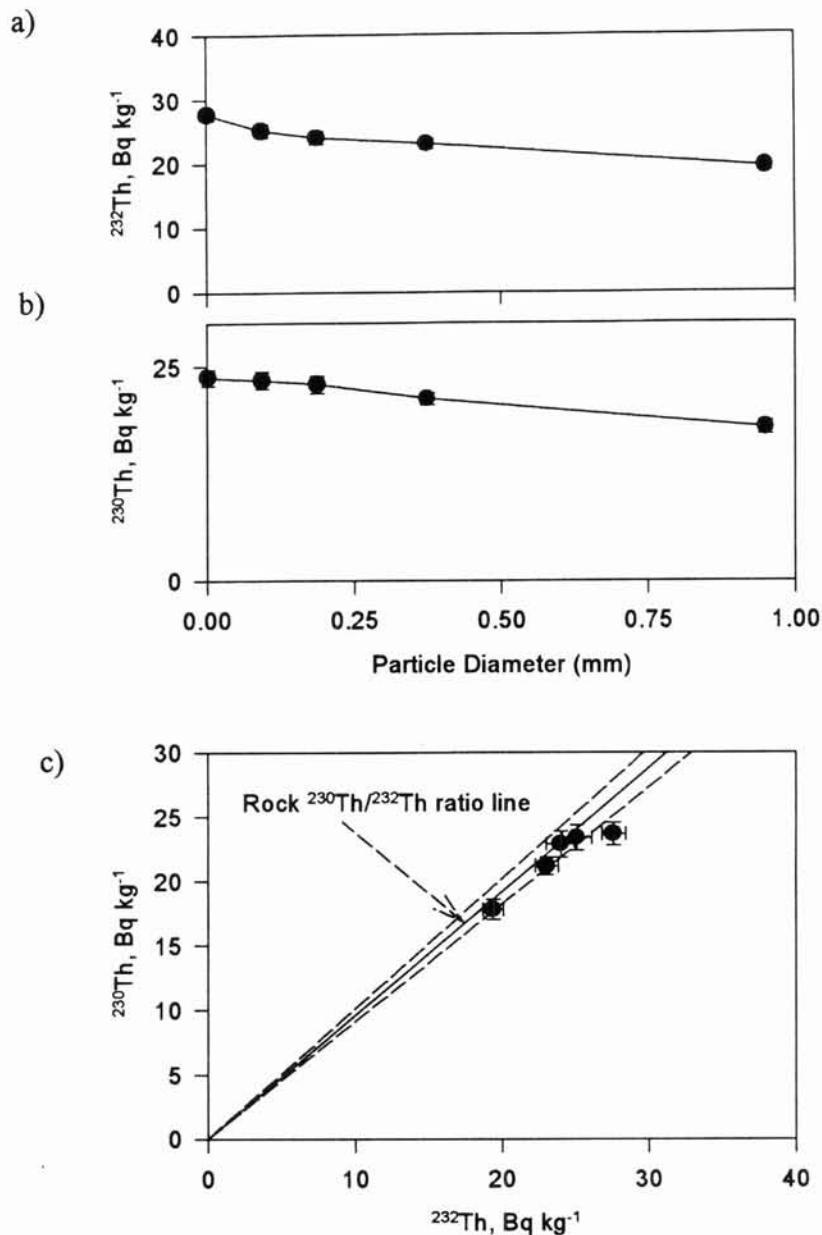 a)
40
30
20
10
0
²³²Th, Bq kg⁻¹
b)
25
0
²³⁰Th, Bq kg⁻¹
0.00 0.25 0.50 0.75 1.00
Particle Diameter (mm)
c)
30
25
20
15
10
5
0
²³⁰Th, Bq kg⁻¹
Rock ²³⁰Th/²³²Th ratio line
0 10 20 30 40
²³²Th, Bq kg⁻¹